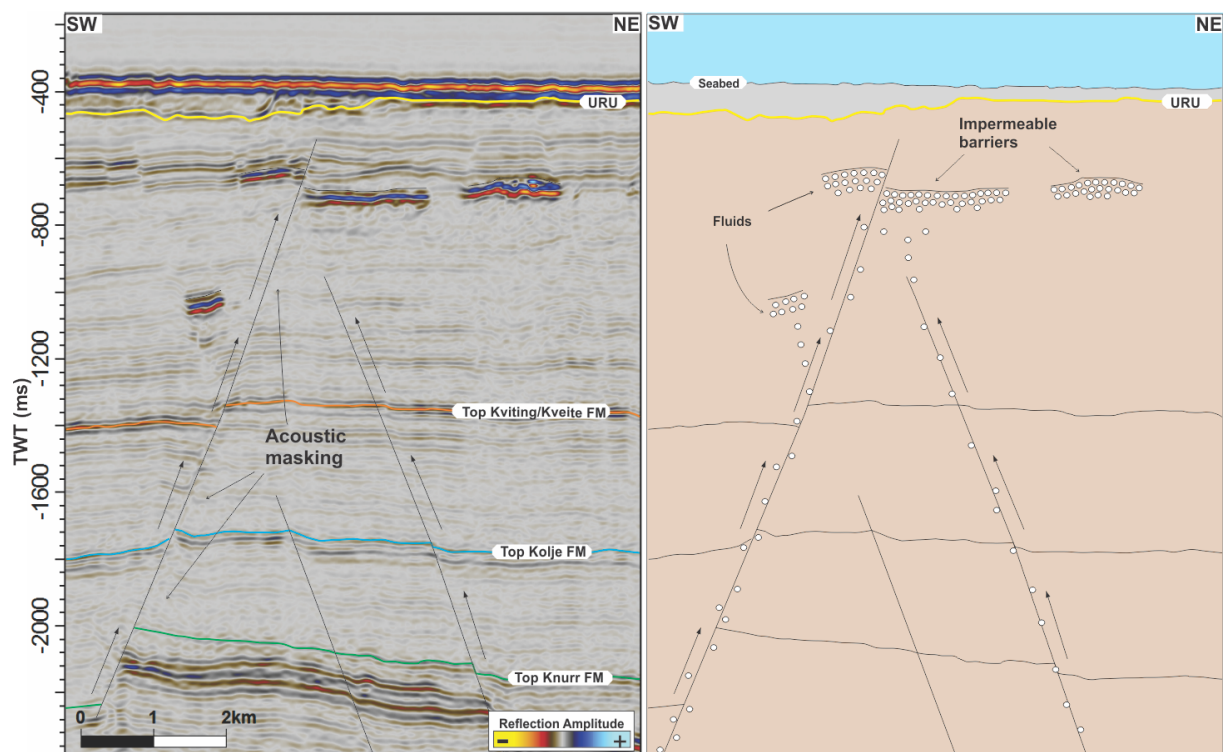 SW
NE
SW
NE
-400
-800
-1200
-1600
-2000
TWT (ms)
URU
Top Kviting/Kveite FM
Acoustic
masking
Top Kolje FM
Top Knurr FM
0
1
2km
Reflection Amplitude
-
+
Seabed
URU
Impermeable
barriers
Fluids